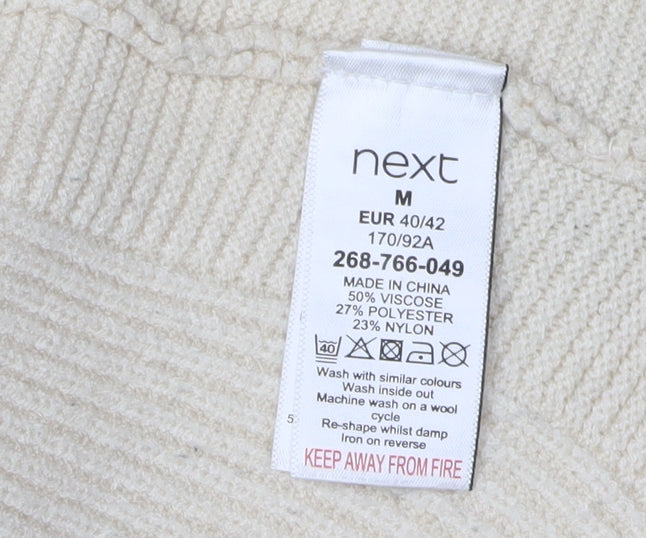 next
M
EUR 40/42
170/92A
268-766-049
MADE IN CHINA
50% VISCOSE
27% POLYESTER
23% NYLON
40
Wash with similar colours
Wash inside out
Machine wash on a wool
cycle
Re-shape whilst damp
Iron on reverse
KEEP AWAY FROM FIRE
5